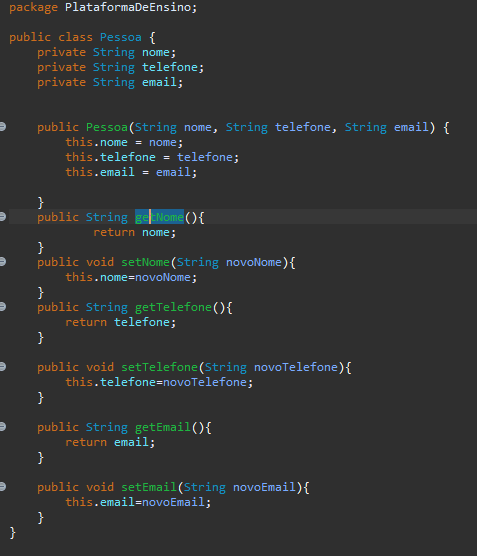 package PlataformaDeEnsino;
public class Pessoa {
private String nome;
private String telefone;
private String email;
public Pessoa(String nome, String telefone, String email) {
this.nome = nome;
this.telefone = telefone;
this.email = email;
}
public String getNome(){
return nome;
}
public void setNome(String novoNome){
this.nome=novoNome;
}
public String getTelefone(){
return telefone;
}
public void setTelefone(String novoTelefone){
this.telefone=novoTelefone;
}
public String getEmail(){
return email;
}
public void setEmail(String novoEmail){
this.email=novoEmail;
}
}